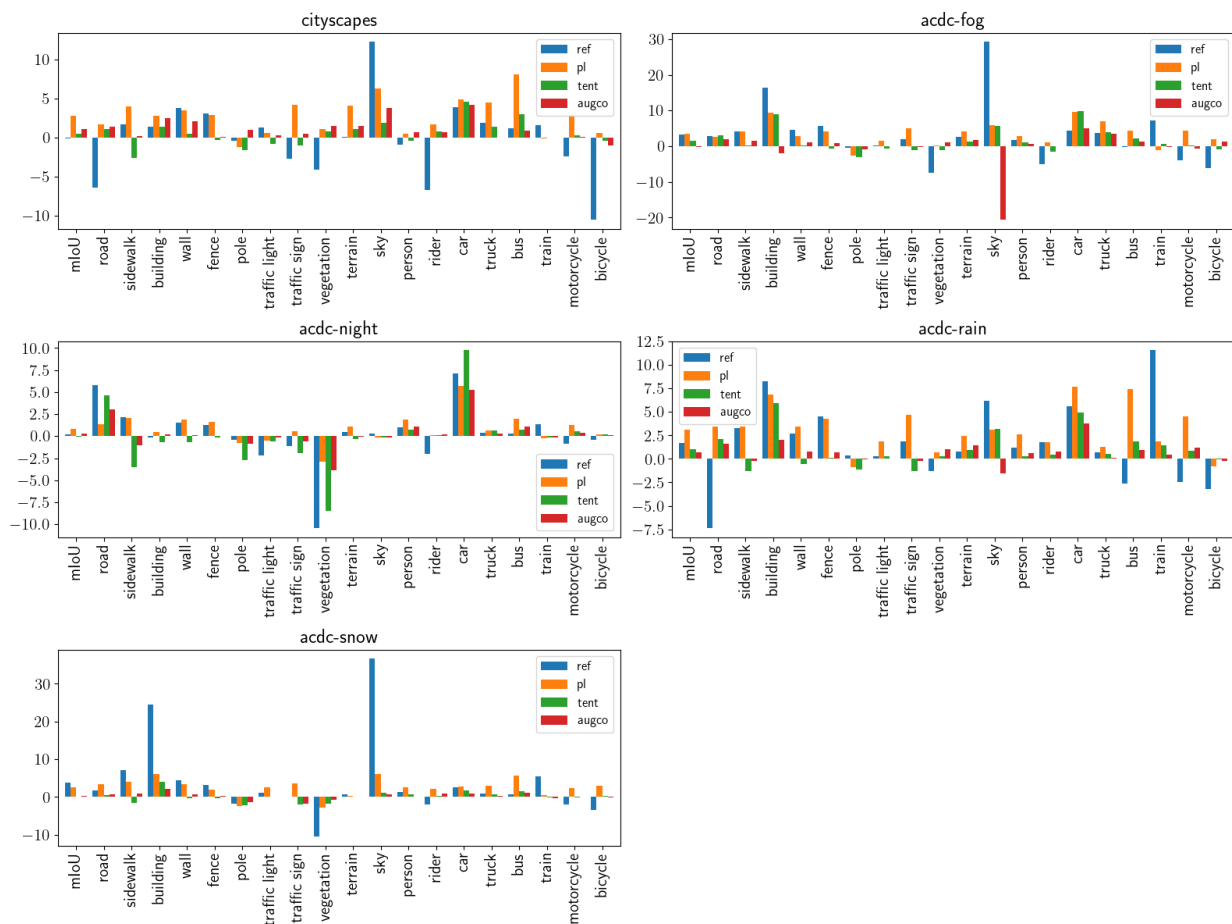 cityscapes
10
5
0
−5
−10
ref
pl
tent
augco
mIoU
road
sidewalk
building
wall
fence
pole
traffic light
traffic sign
vegetation
terrain
sky
person
rider
car
truck
bus
train
motorcycle
bicycle
acdc-fog
30
20
10
0
−10
−20
ref
pl
tent
augco
mIoU
road
sidewalk
building
wall
fence
pole
traffic light
traffic sign
vegetation
terrain
sky
person
rider
car
truck
bus
train
motorcycle
bicycle
acdc-night
10.0
7.5
5.0
2.5
0.0
−2.5
−5.0
−7.5
−10.0
ref
pl
tent
augco
mIoU
road
sidewalk
building
wall
fence
pole
traffic light
traffic sign
vegetation
terrain
sky
person
rider
car
truck
bus
train
motorcycle
bicycle
acdc-rain
12.5
10.0
7.5
5.0
2.5
0.0
−2.5
−5.0
−7.5
ref
pl
tent
augco
mIoU
road
sidewalk
building
wall
fence
pole
traffic light
traffic sign
vegetation
terrain
sky
person
rider
car
truck
bus
train
motorcycle
bicycle
acdc-snow
30
20
10
0
−10
ref
pl
tent
augco
mIoU
road
sidewalk
building
wall
fence
pole
traffic light
traffic sign
vegetation
terrain
sky
person
rider
car
truck
bus
train
motorcycle
bicycle